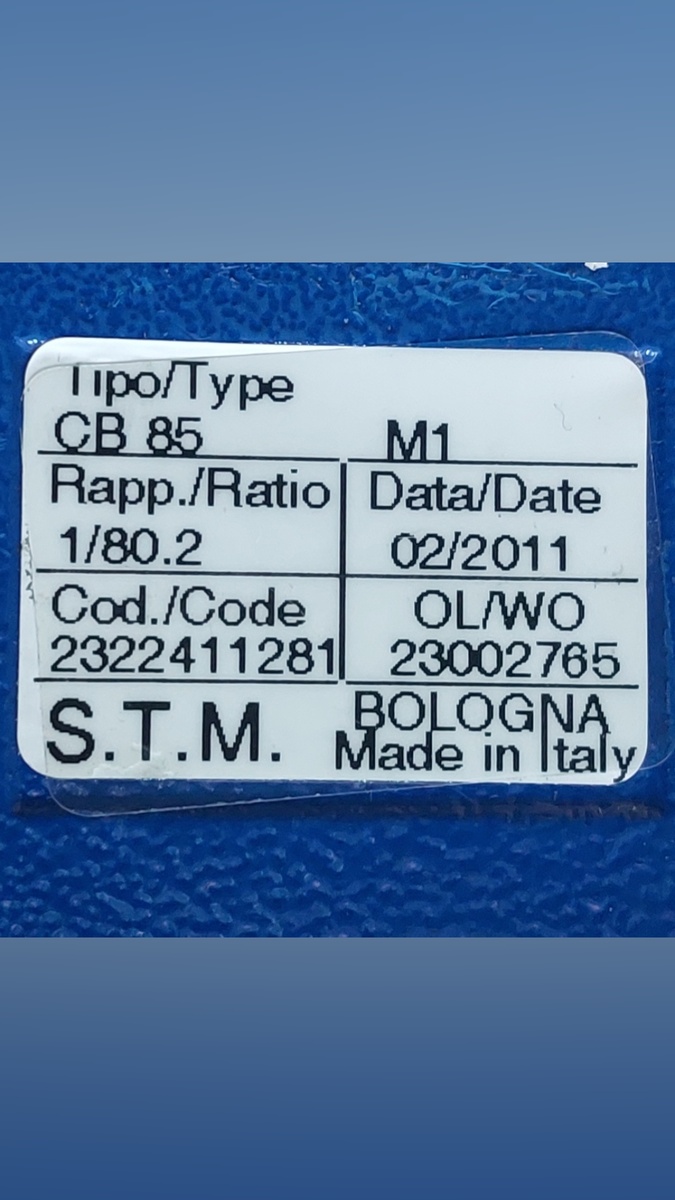 Tipo/Type
CB 85 M1
Rapp./Ratio Data/Date
1/80.2 02/2011
Cod./Code OL/WO
2322411281 23002765
S.T.M. BOLOGNA
Made in Italy